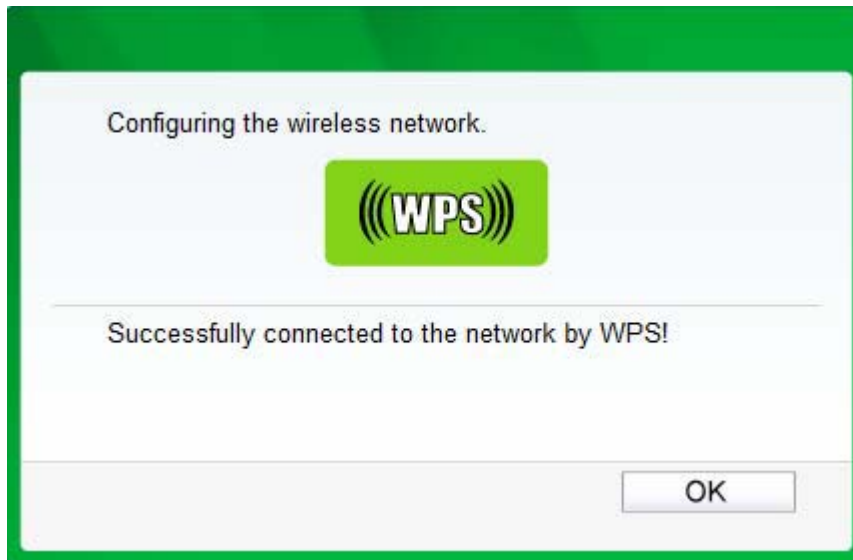 Configuring the wireless network.
(((WPS)))
Successfully connected to the network by WPS!
OK